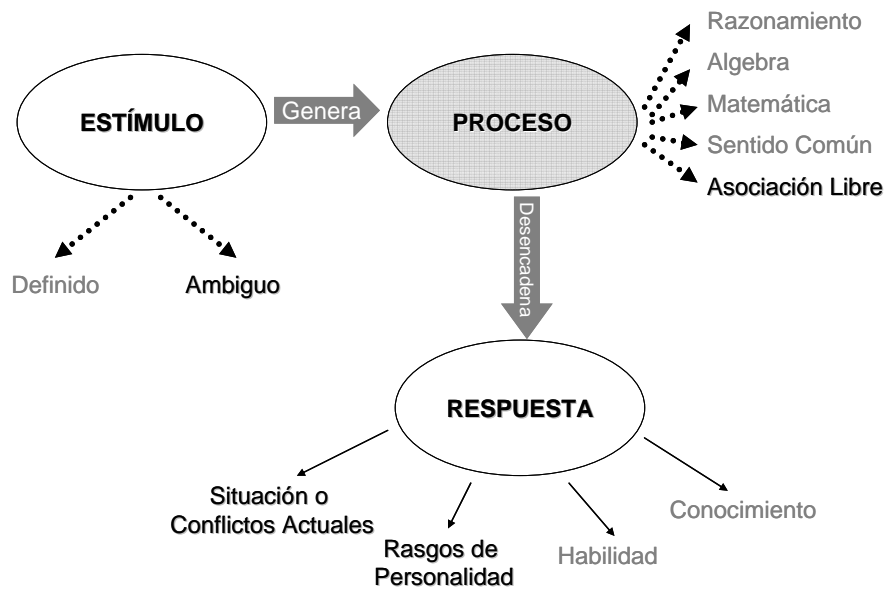 Razonamiento
Algebra
Matemática
Sentido Común
Asociación Libre
ESTÍMULO
Genera
PROCESO
Definido
Ambiguo
Desencadena
RESPUESTA
Situación o
Conflictos Actuales
Rasgos de
Personalidad
Habilidad
Conocimiento